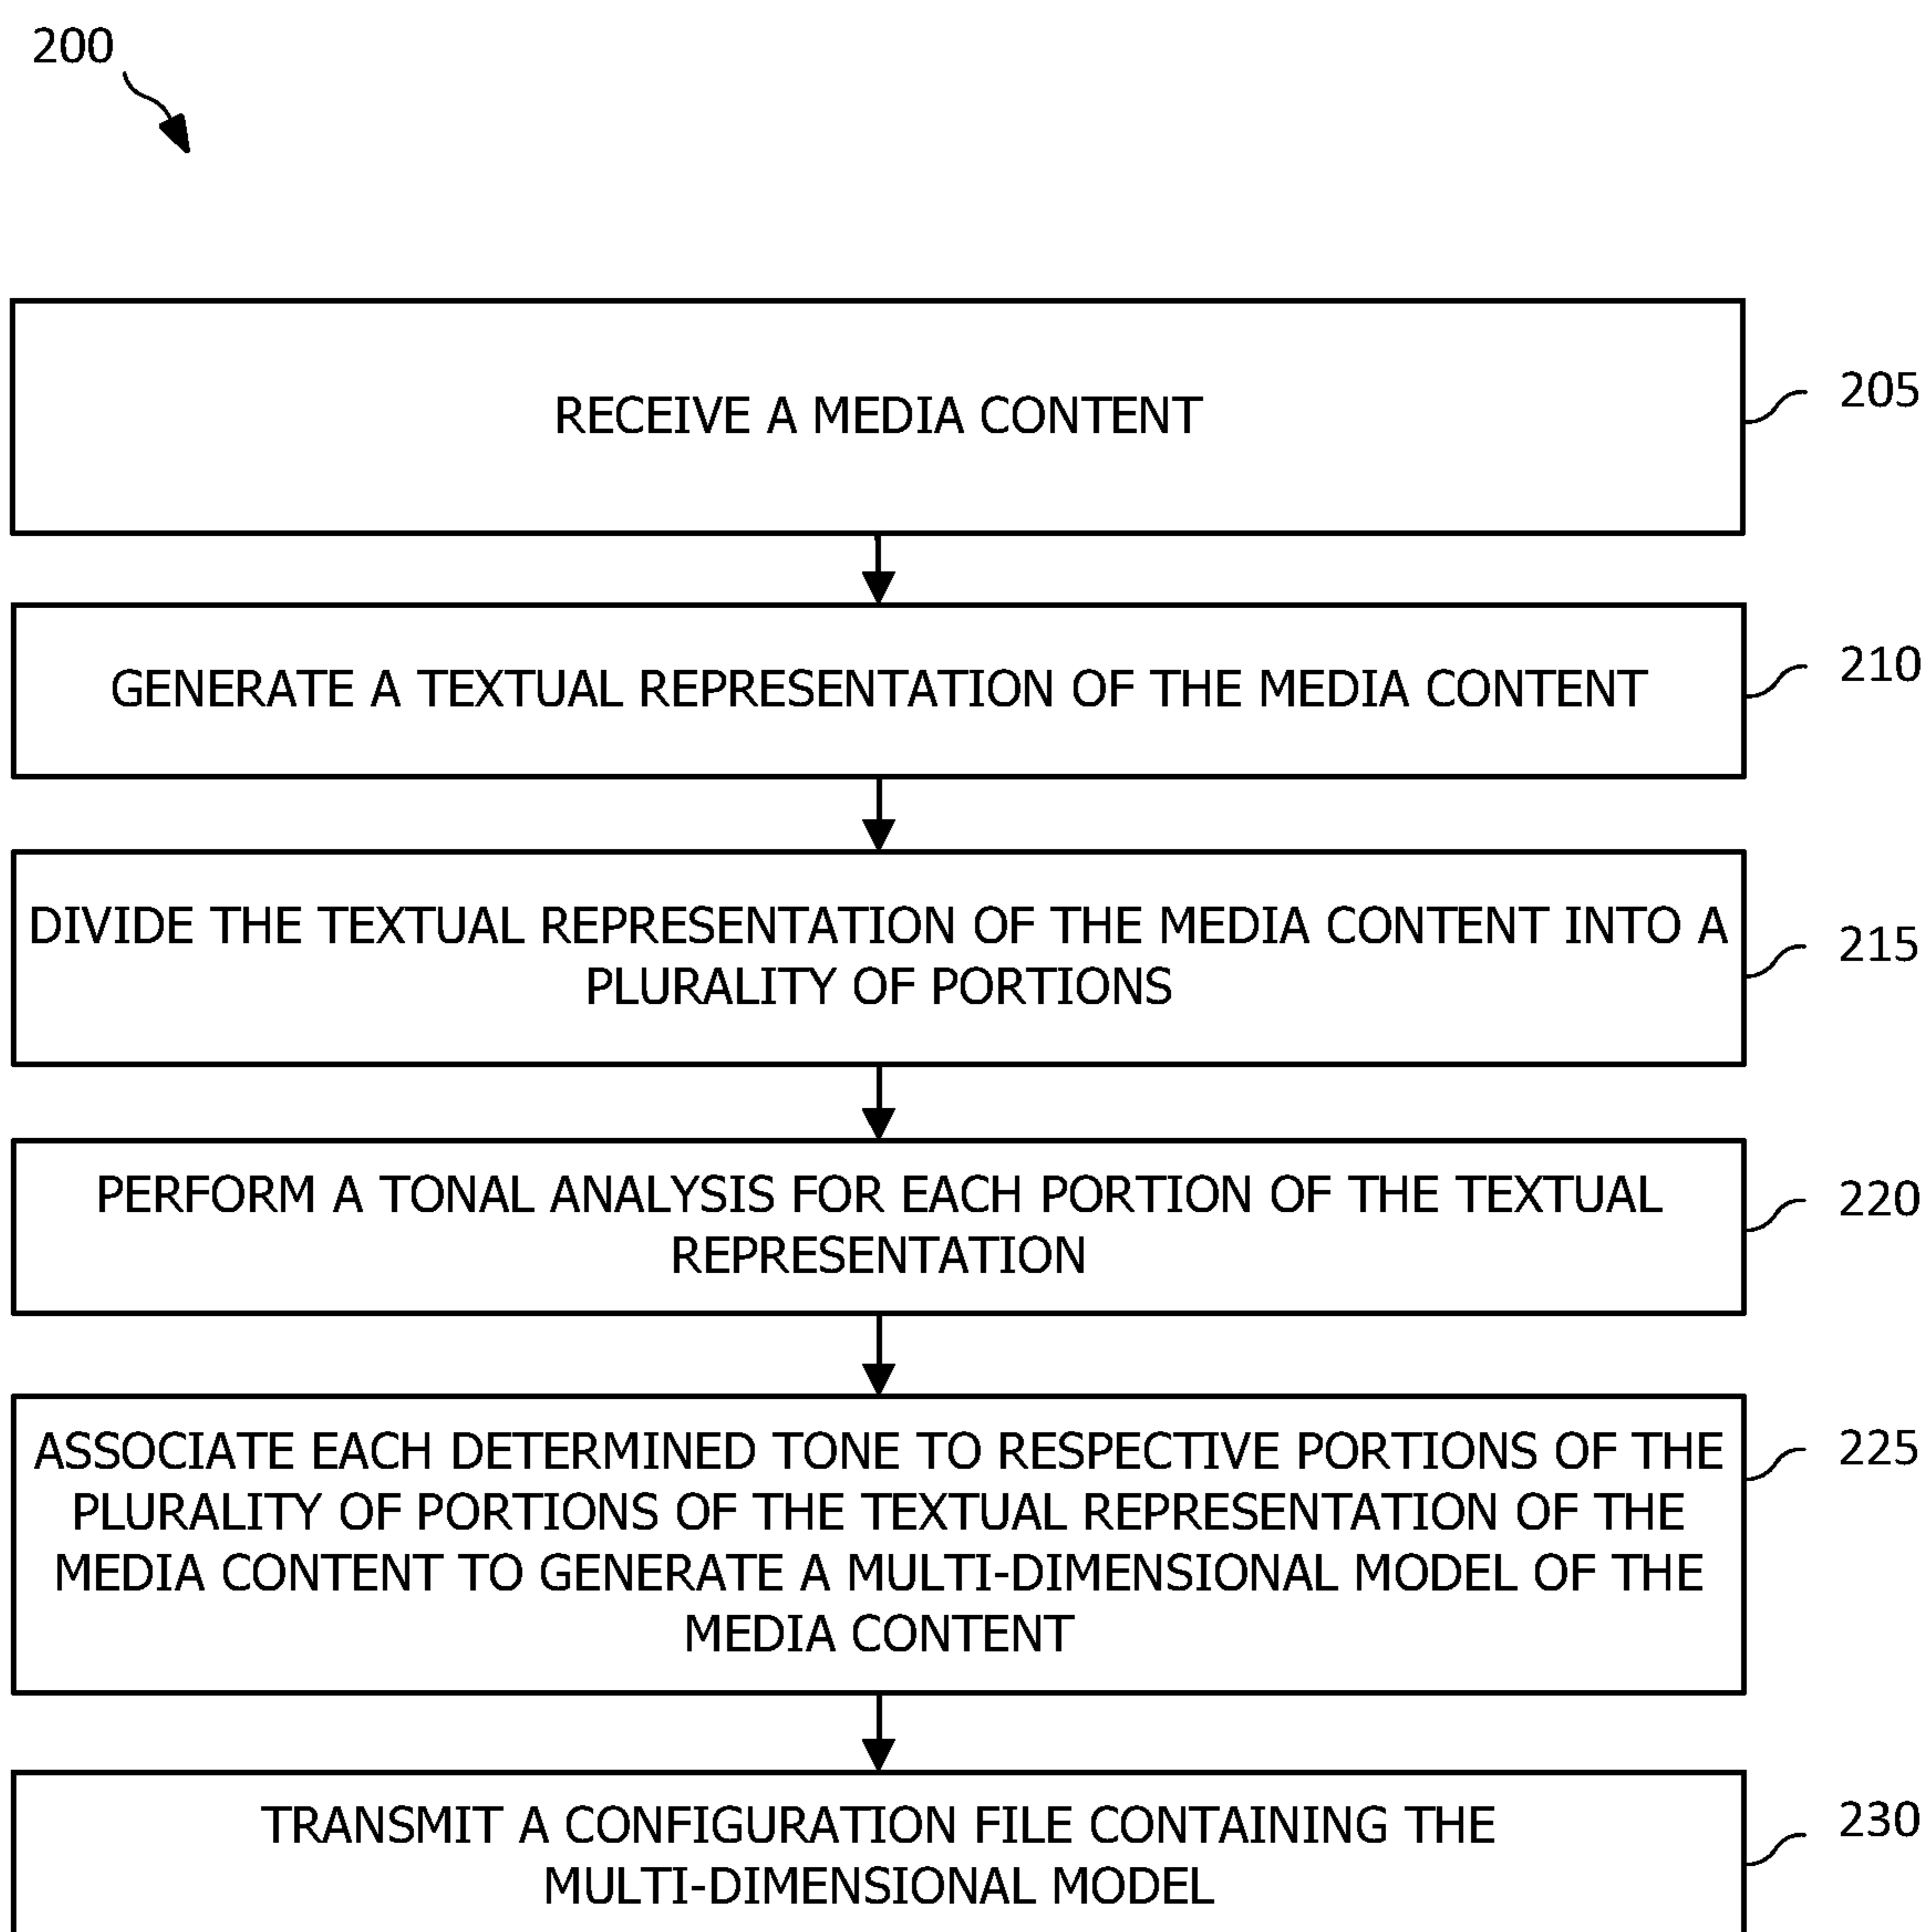 200
RECEIVE A MEDIA CONTENT
205
GENERATE A TEXTUAL REPRESENTATION OF THE MEDIA CONTENT
210
DIVIDE THE TEXTUAL REPRESENTATION OF THE MEDIA CONTENT INTO A
PLURALITY OF PORTIONS
215
PERFORM A TONAL ANALYSIS FOR EACH PORTION OF THE TEXTUAL
REPRESENTATION
220
ASSOCIATE EACH DETERMINED TONE TO RESPECTIVE PORTIONS OF THE
PLURALITY OF PORTIONS OF THE TEXTUAL REPRESENTATION OF THE
MEDIA CONTENT TO GENERATE A MULTI-DIMENSIONAL MODEL OF THE
MEDIA CONTENT
225
TRANSMIT A CONFIGURATION FILE CONTAINING THE
MULTI-DIMENSIONAL MODEL
230